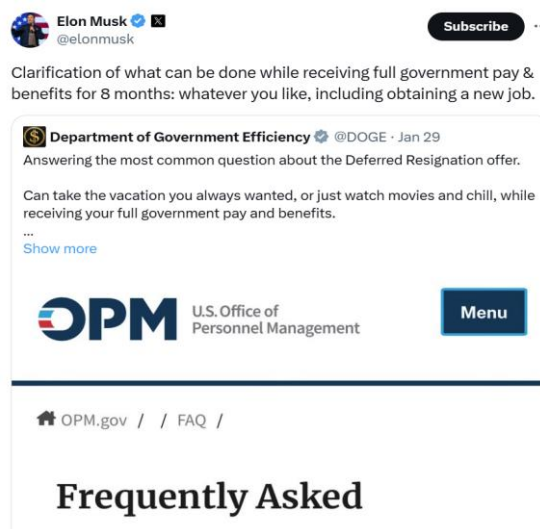 Elon Musk
@elonmusk
Subscribe
Clarification of what can be done while receiving full government pay &
benefits for 8 months: whatever you like, including obtaining a new job.
Department of Government Efficiency @DOGE · Jan 29
Answering the most common question about the Deferred Resignation offer.
Can take the vacation you always wanted, or just watch movies and chill, while
receiving your full government pay and benefits.
...
Show more
OPM
U.S. Office of
Personnel Management
Menu
OPM.gov / / FAQ /
Frequently Asked